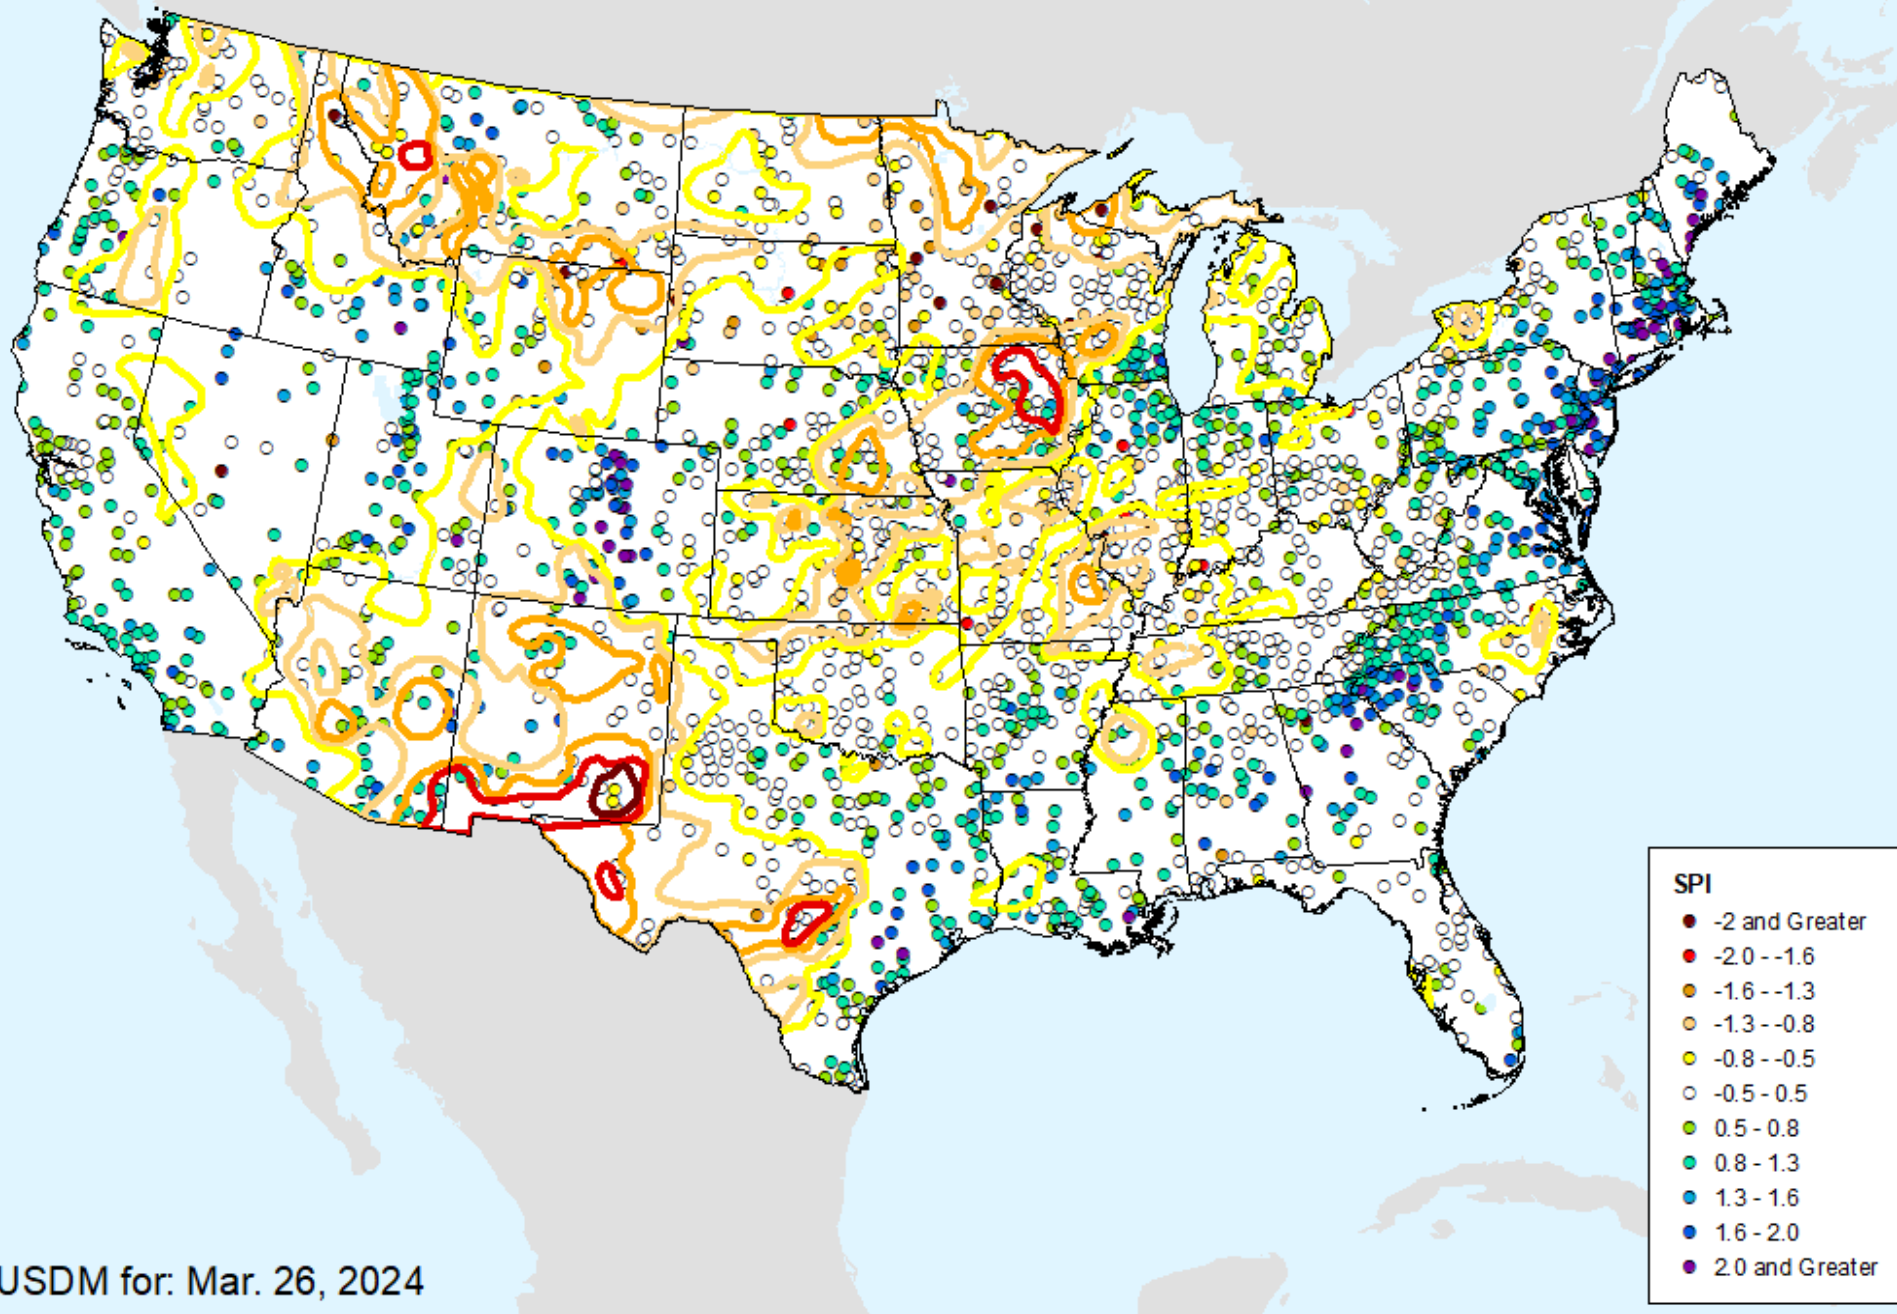 SPI
-2 and Greater
-2.0 - -1.6
-1.6 - -1.3
-1.3 - -0.8
-0.8 - -0.5
-0.5 - 0.5
0.5 - 0.8
0.8 - 1.3
1.3 - 1.6
1.6 - 2.0
2.0 and Greater
USDM for: Mar. 26, 2024